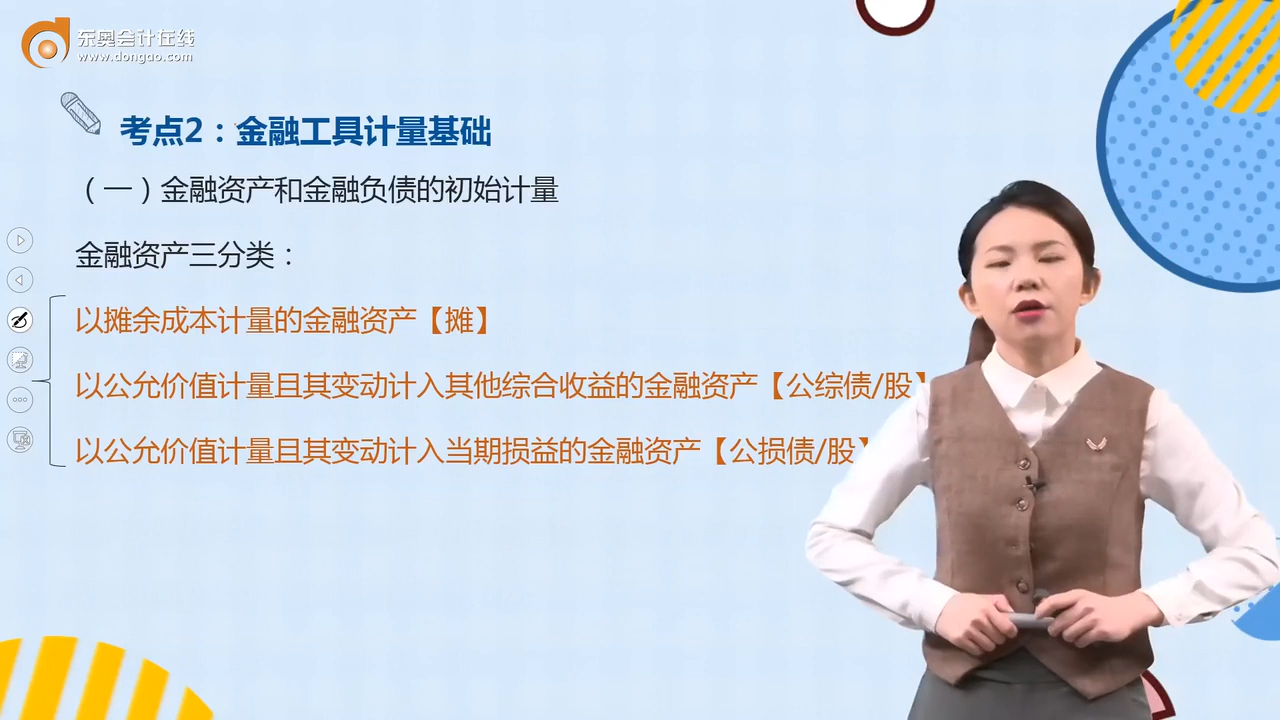 东奥会计在线
www.dongao.com
考点2：金融工具计量基础
（一）金融资产和金融负债的初始计量
金融资产三分类：
以摊余成本计量的金融资产【摊】
以公允价值计量且其变动计入其他综合收益的金融资产【公综债/股】
以公允价值计量且其变动计入当期损益的金融资产【公损债/股】